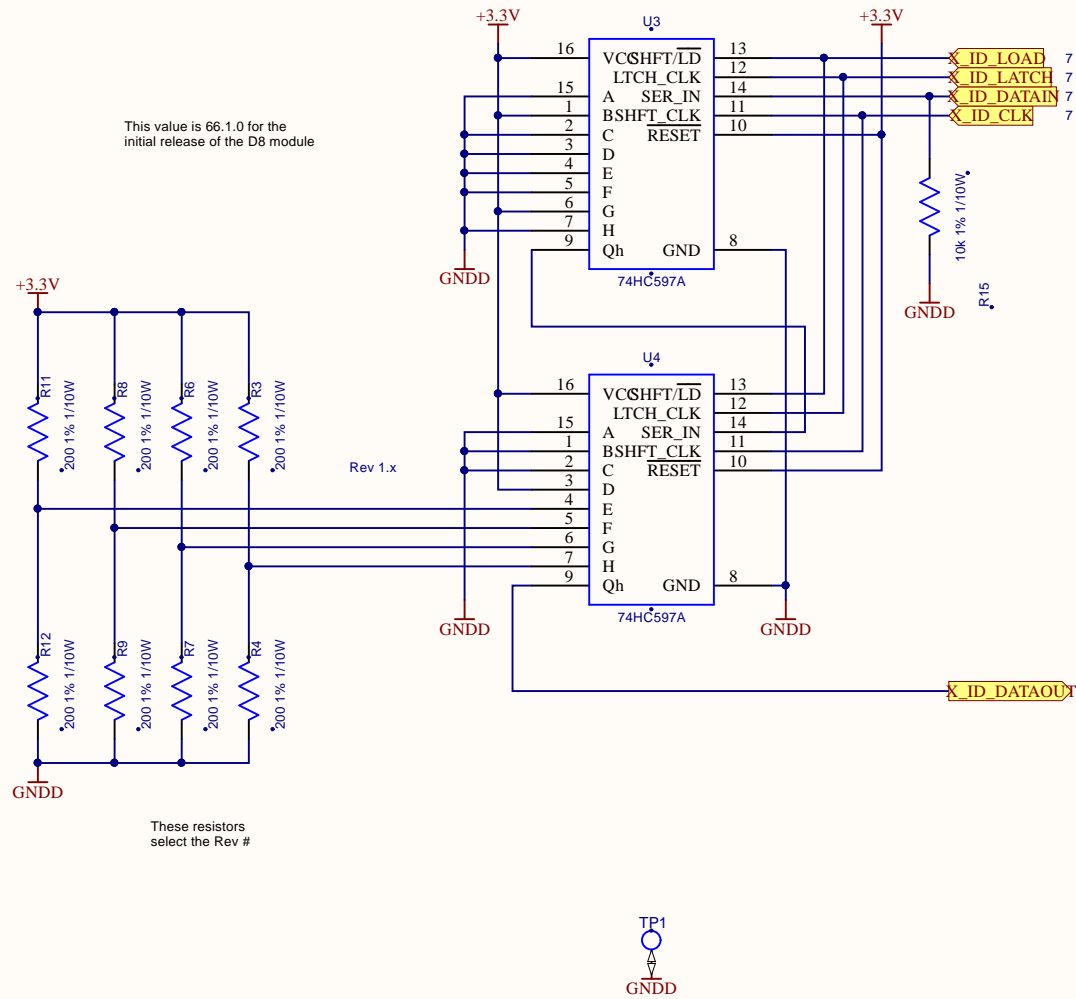 +3.3V
U3
+3.3V
16 VCC SHFT/LD 13
LTCH_CLK 12
15 A SER_IN 14
1 B SHFT_CLK 11
2 C RESET 10
3 D
4 E
5 F
6 G
7 H
9 Qh GND 8
74HC597A
X_ID_LOAD 7
X_ID_LATCH 7
X_ID_DATAIN 7
X_ID_CLK 7
This value is 66.1.0 for the
initial release of the D8 module
GNDD
10k 1% 1/10W
R15
GNDD
+3.3V
R11
200 1% 1/10W
R8
200 1% 1/10W
R6
200 1% 1/10W
R3
200 1% 1/10W
Rev 1.x
U4
16 VCC SHFT/LD 13
LTCH_CLK 12
15 A SER_IN 14
1 B SHFT_CLK 11
2 C RESET 10
3 D
4 E
5 F
6 G
7 H
9 Qh GND 8
74HC597A
GNDD
GNDD
R12
200 1% 1/10W
R9
200 1% 1/10W
R7
200 1% 1/10W
R4
200 1% 1/10W
X_ID_DATAOUT
GNDD
These resistors
select the Rev #
TP1
GNDD